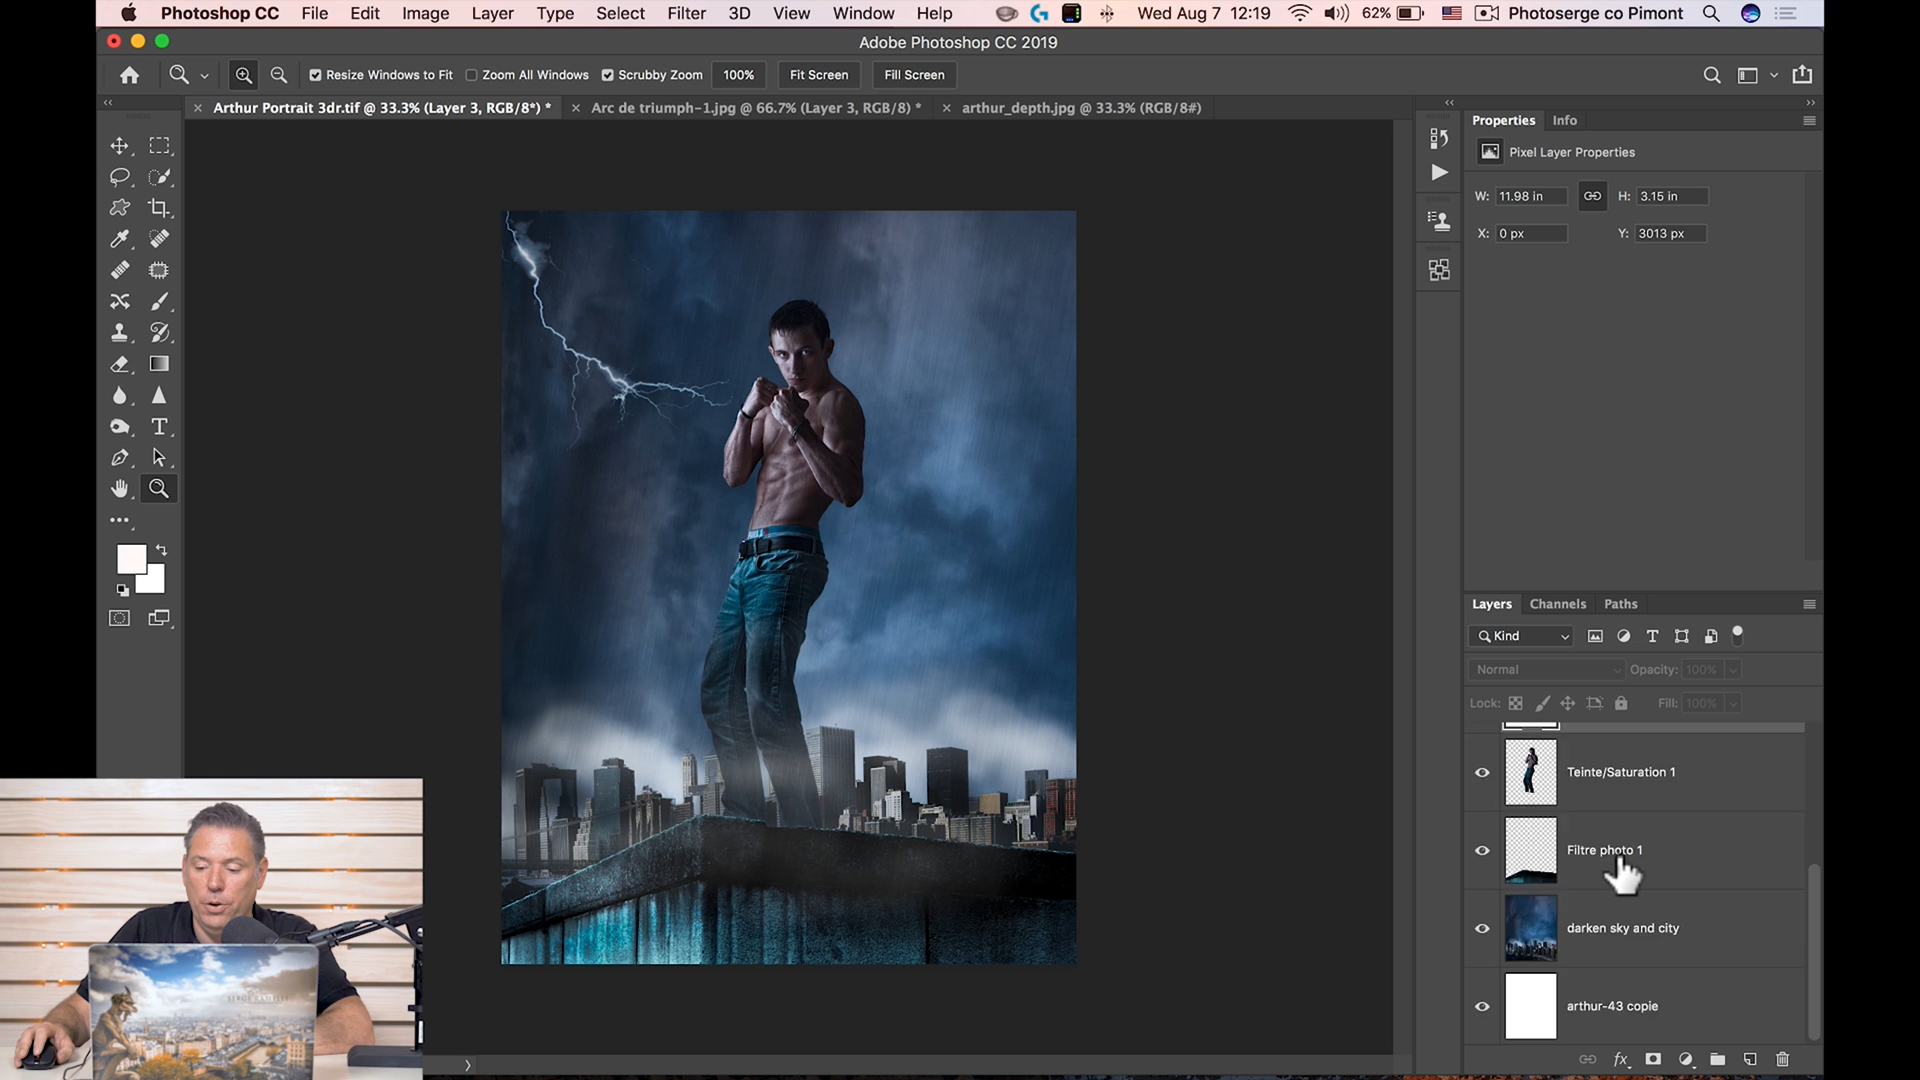 Photoshop CC File Edit Image Layer Type Select Filter 3D View Window Help Wed Aug 7 12:19 62% Photoserge co Pimont
Adobe Photoshop CC 2019
Resize Windows to Fit Zoom All Windows Scrubby Zoom 100% Fit Screen Fill Screen
Arthur Portrait 3dr.tif @ 33.3% (Layer 3, RGB/8*) * Arc de triumph-1.jpg @ 66.7% (Layer 3, RGB/8) * arthur_depth.jpg @ 33.3% (RGB/8#)
Properties Info
Pixel Layer Properties
W: 11.98 in H: 3.15 in
X: 0 px Y: 3013 px
Layers Channels Paths
Kind
Normal Opacity: 100%
Lock: Fill: 100%
Teinte/Saturation 1
Filtre photo 1
darken sky and city
arthur-43 copie